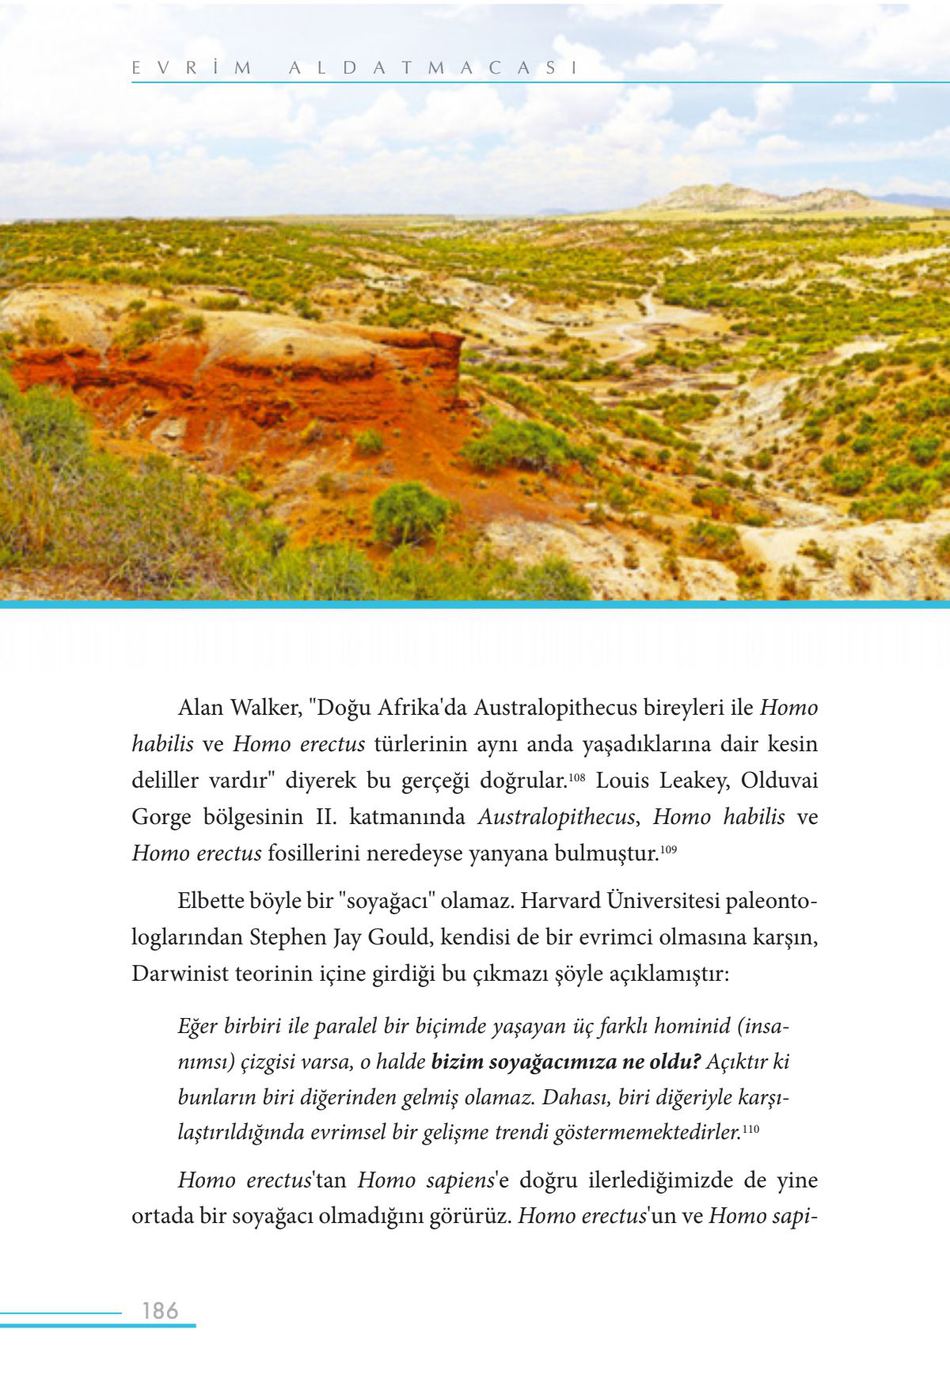 EVRİM ALDATMACASI
Alan Walker, "Doğu Afrika'da Australopithecus bireyleri ile Homo
habilis ve Homo erectus türlerinin aynı anda yaşadıklarına dair kesin
deliller vardır" diyerek bu gerçeği doğrular.108 Louis Leakey, Olduvai
Gorge bölgesinin II. katmanında Australopithecus, Homo habilis ve
Homo erectus fosillerini neredeyse yanyana bulmuştur.109
Elbette böyle bir "soyağacı" olamaz. Harvard Üniversitesi paleonto-
loglarından Stephen Jay Gould, kendisi de bir evrimci olmasına karşın,
Darwinist teorinin içine girdiği bu çıkmazı şöyle açıklamıştır:
Eğer birbiri ile paralel bir biçimde yaşayan üç farklı hominid (insa-
nımsı) çizgisi varsa, o halde bizim soyağacımıza ne oldu? Açıktır ki
bunların biri diğerinden gelmiş olamaz. Dahası, biri diğeriyle karşı-
laştırıldığında evrimsel bir gelişme trendi göstermemektedirler.110
Homo erectus'tan Homo sapiens'e doğru ilerlediğimizde de yine
ortada bir soyağacı olmadığını görürüz. Homo erectus'un ve Homo sapi-
186